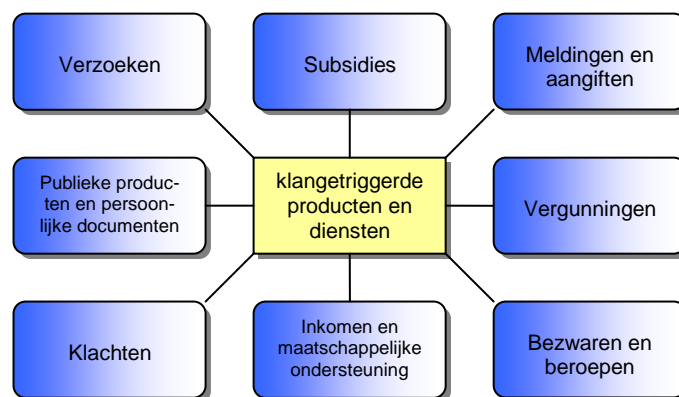 Verzoeken
Subsidies
Meldingen en
aangiften
Publieke produc-
ten en persoon-
lijke documenten
klangetriggerde
producten en
diensten
Vergunningen
Klachten
Inkomen en
maatschappelijke
ondersteuning
Bezwaren en
beroepen